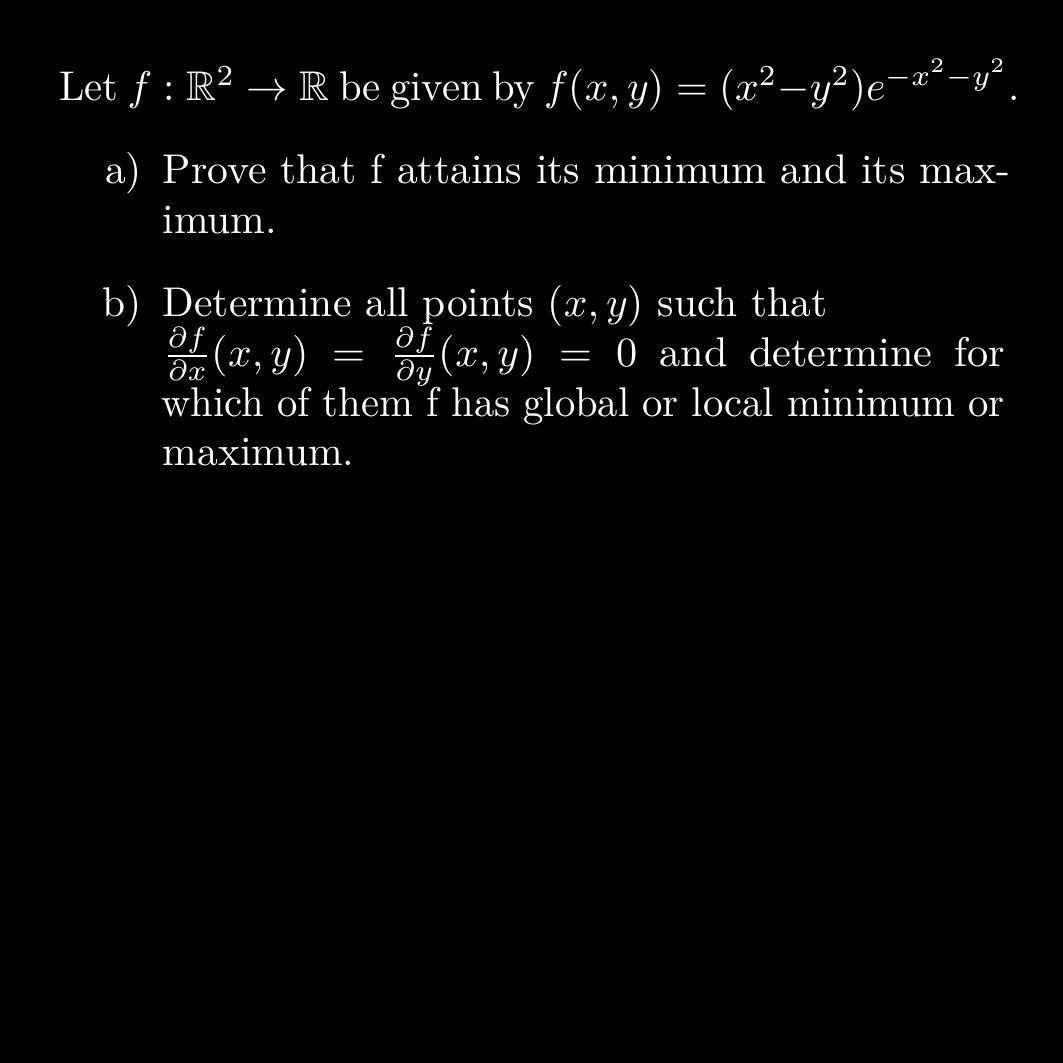 Let $f : \mathbb{R}^2 \to \mathbb{R}$ be given by $f(x, y) = (x^2 - y^2)e^{-x^2-y^2}$.
a) Prove that f attains its minimum and its max-
imum.
b) Determine all points $(x, y)$ such that
$\frac{\partial f}{\partial x}(x, y) = \frac{\partial f}{\partial y}(x, y) = 0$ and determine for
which of them f has global or local minimum or
maximum.